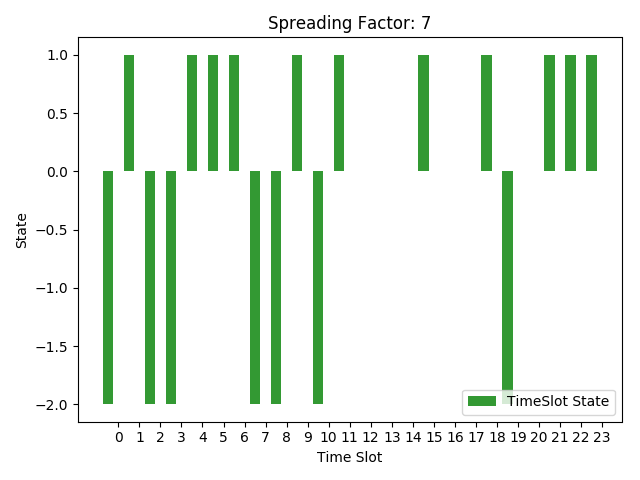 Spreading Factor: 7
1.0
0.5
0.0
−0.5
−1.0
−1.5
−2.0
State
0 1 2 3 4 5 6 7 8 9 10 11 12 13 14 15 16 17 18 19 20 21 22 23
Time Slot
TimeSlot State